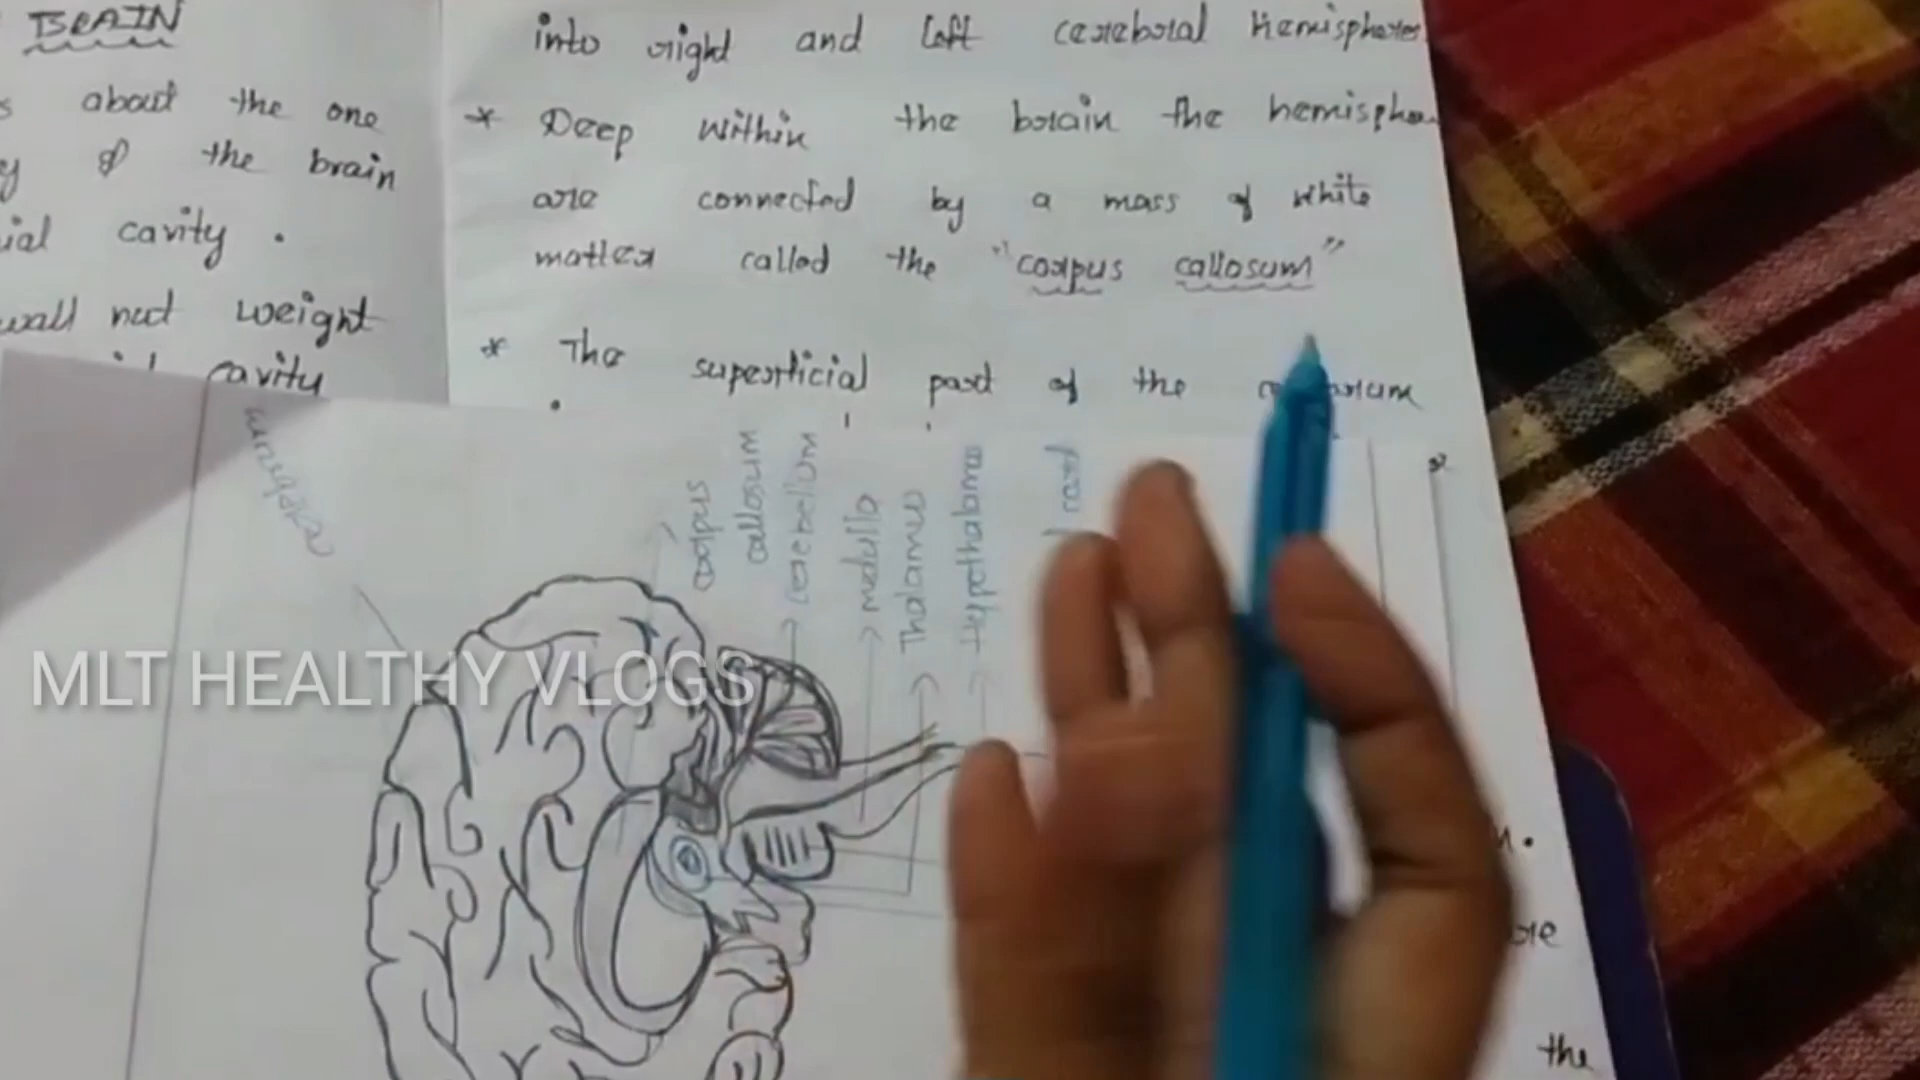 BRAIN
about the one
of the brain
cavity .
wall nut weight
cavity
into right and left cerebral hemispheres
* Deep within the brain the
are connected by a mass of white
matter called the "corpus callosum"
* The superficial part of the
cerebrum
corpus
callosum
cerebellum
medulla
Thalamus
Hypothalamus
MLT HEALTHY VLOGS
the